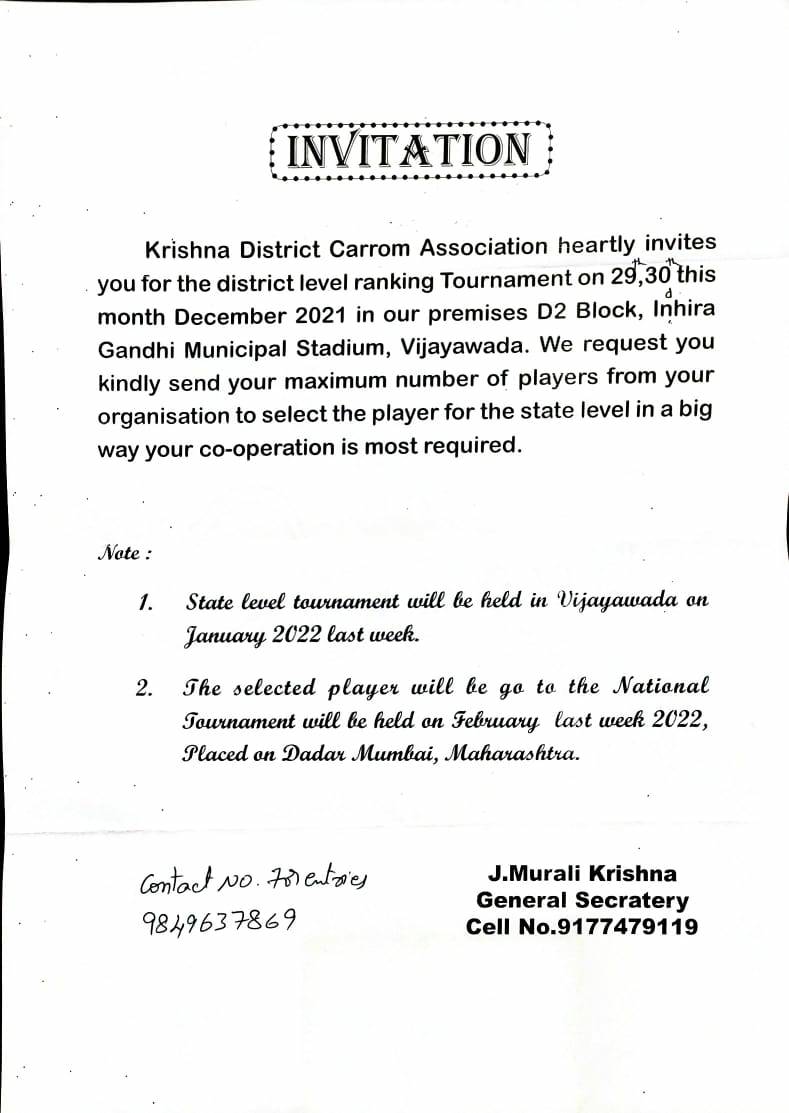 INVITATION
Krishna District Carrom Association heartly invites
you for the district level ranking Tournament on 29th,30th this
month December 2021 in our premises D2 Block, Indhira
Gandhi Municipal Stadium, Vijayawada. We request you
kindly send your maximum number of players from your
organisation to select the player for the state level in a big
way your co-operation is most required.
Note :
1. State level tournament will be held in Vijayawada on
January 2022 last week.
2. The selected player will be go to the National
Tournament will be held on February last week 2022,
Placed on Dadar Mumbai, Maharashtra.
Contact No. For entries
9849637869
J.Murali Krishna
General Secratery
Cell No.9177479119